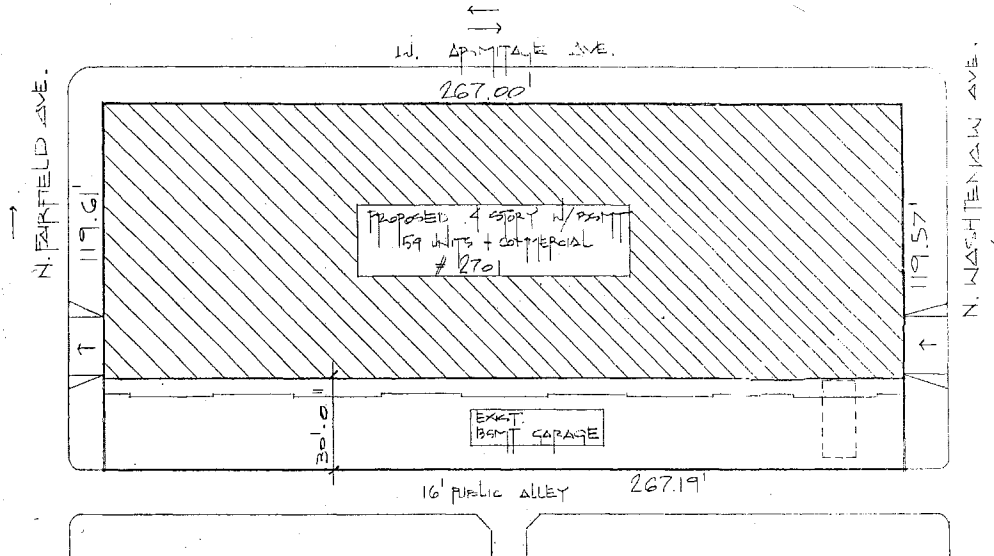 W. ARMITAGE AVE.
267.00'
N. FAIRFIELD AVE.
119.61'
PROPOSED 4 STORY W/BSMT
59 UNITS + COMMERCIAL
# 2701
119.57'
N. WASHTENAW AVE.
30'.0"
EXIST.
BSMT GARAGE
16' PUBLIC ALLEY
267.19'